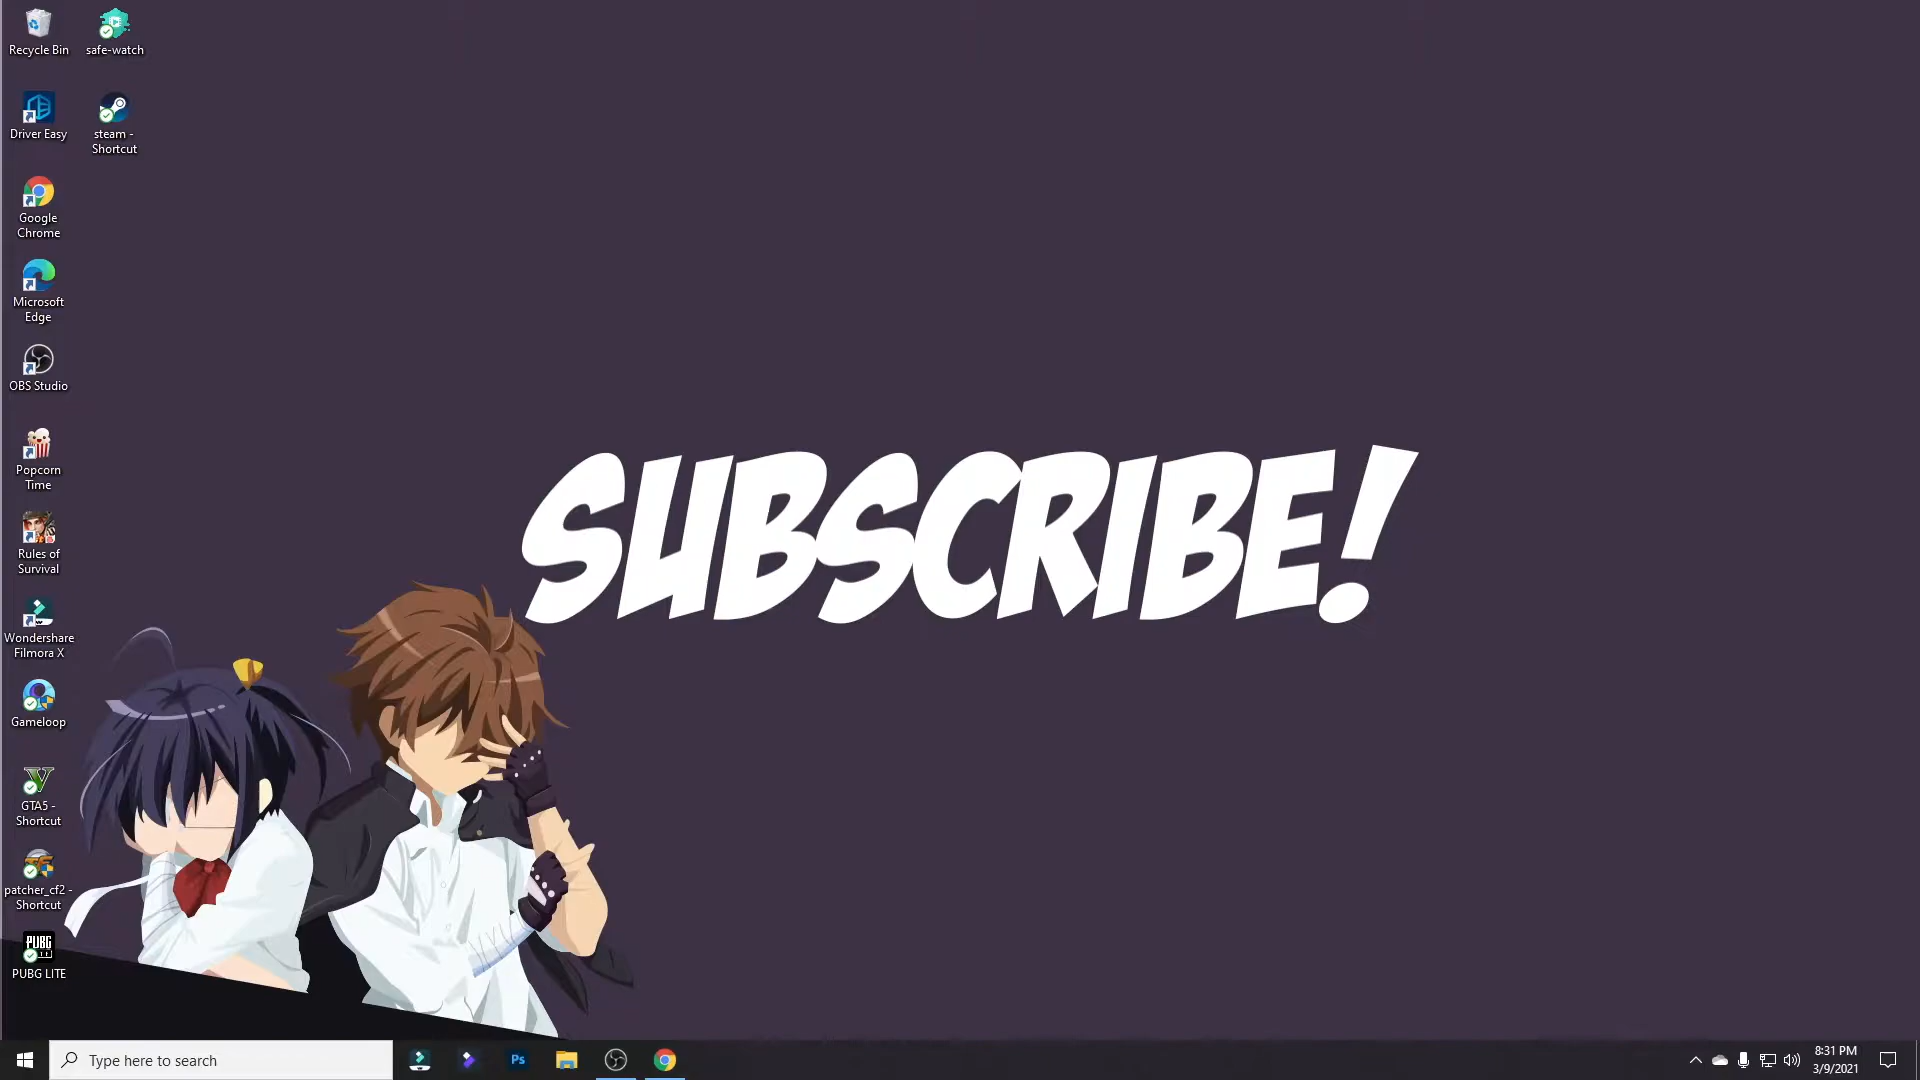 Recycle Bin
safe-watch
Driver Easy
steam -
Shortcut
Google
Chrome
Microsoft
Edge
OBS Studio
Popcorn
Time
Rules of
Survival
Wondershare
Filmora X
Gameloop
GTA5 -
Shortcut
patcher_cf2 -
Shortcut
PUBG
PUBG LITE
SUBSCRIBE!
Type here to search
Ps
8:31 PM
3/9/2021